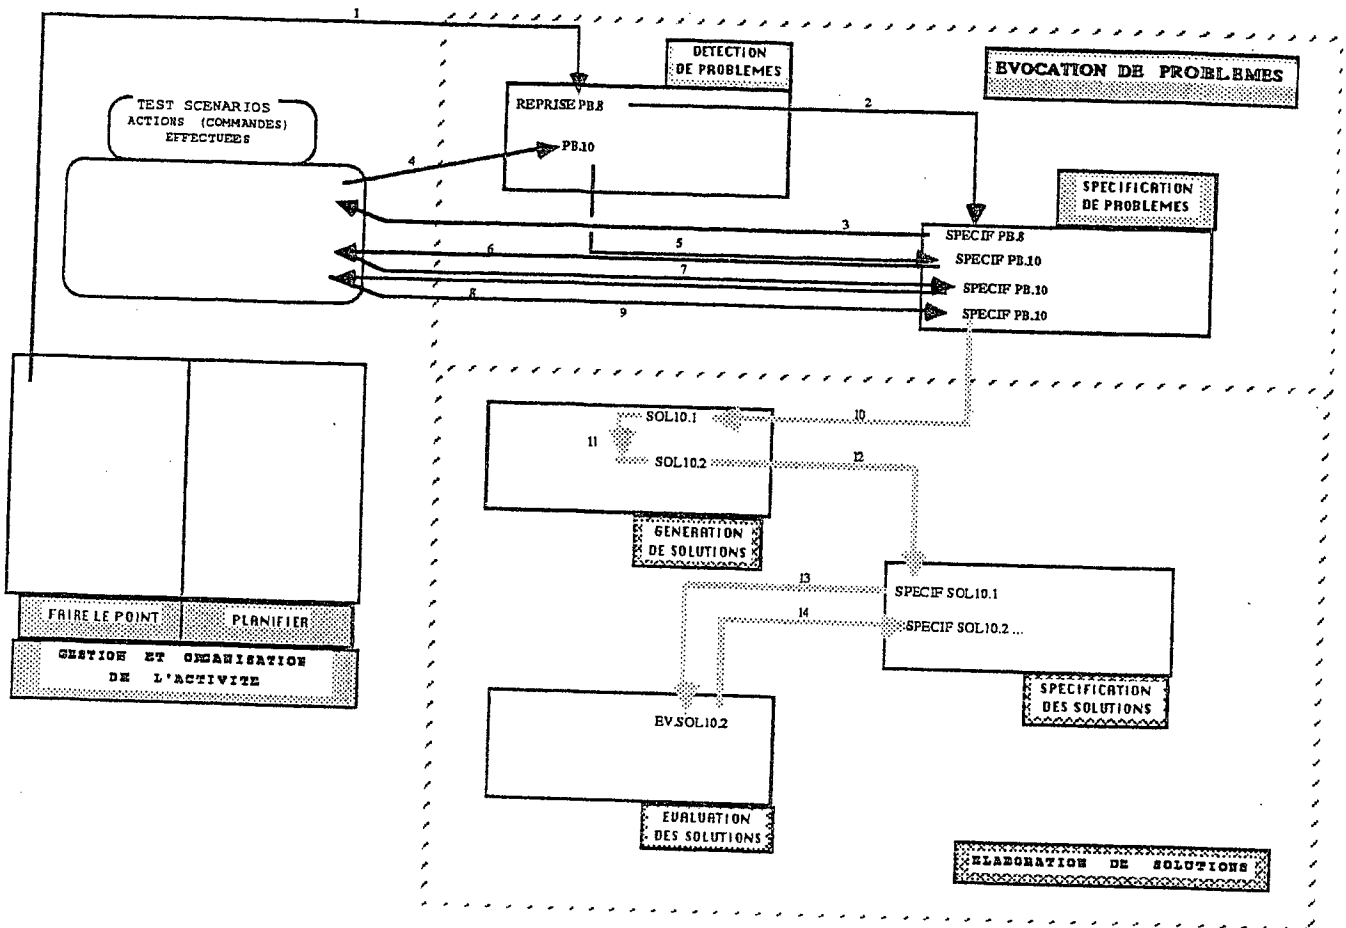 1
DETECTION
DE PROBLEMES
EVOCATION DE PROBLEMES
REPRISE PB.8
2
TEST SCENARIOS
ACTIONS (COMMANDES)
EFFECTUEES
4
PB.10
SPECIFICATION
DE PROBLEMES
3
SPECIF PB.8
5
6
SPECIF PB.10
7
SPECIF PB.10
8
9
SPECIF PB.10
SOL10.1
10
11
SOL10.2
12
GENERATION
DE SOLUTIONS
13
SPECIF SOL10.1
14
SPECIF SOL10.2 ...
FAIRE LE POINT
PLANIFIER
GESTION ET ORGANISATION
DE L'ACTIVITE
SPECIFICATION
DES SOLUTIONS
EV.SOL10.2
EVALUATION
DES SOLUTIONS
ELABORATION DE SOLUTIONS